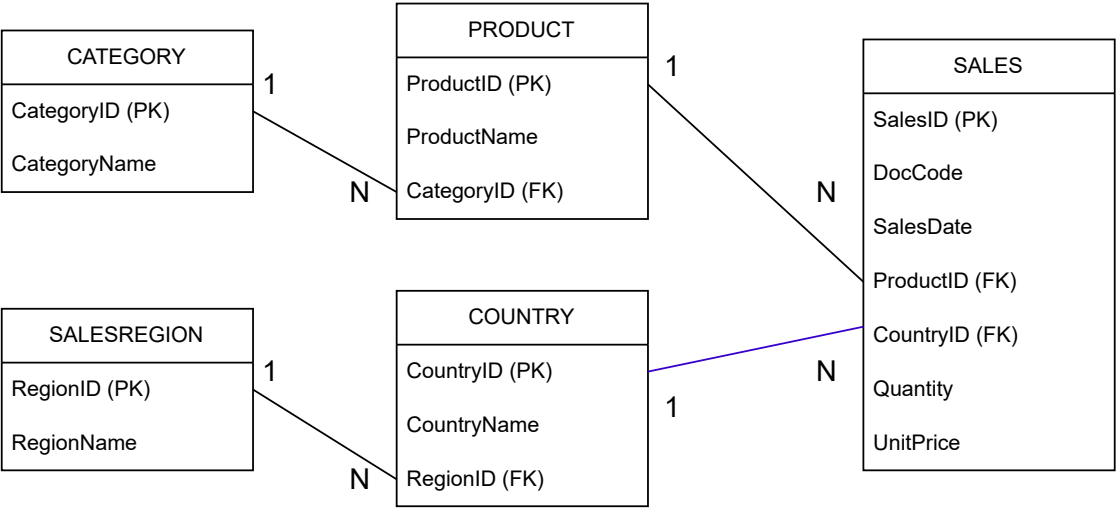 CATEGORY
CategoryID (PK)
CategoryName
1
N
PRODUCT
ProductID (PK)
ProductName
CategoryID (FK)
1
N
SALES
SalesID (PK)
DocCode
SalesDate
ProductID (FK)
CountryID (FK)
Quantity
UnitPrice
SALESREGION
RegionID (PK)
RegionName
1
N
COUNTRY
CountryID (PK)
CountryName
RegionID (FK)
1
N